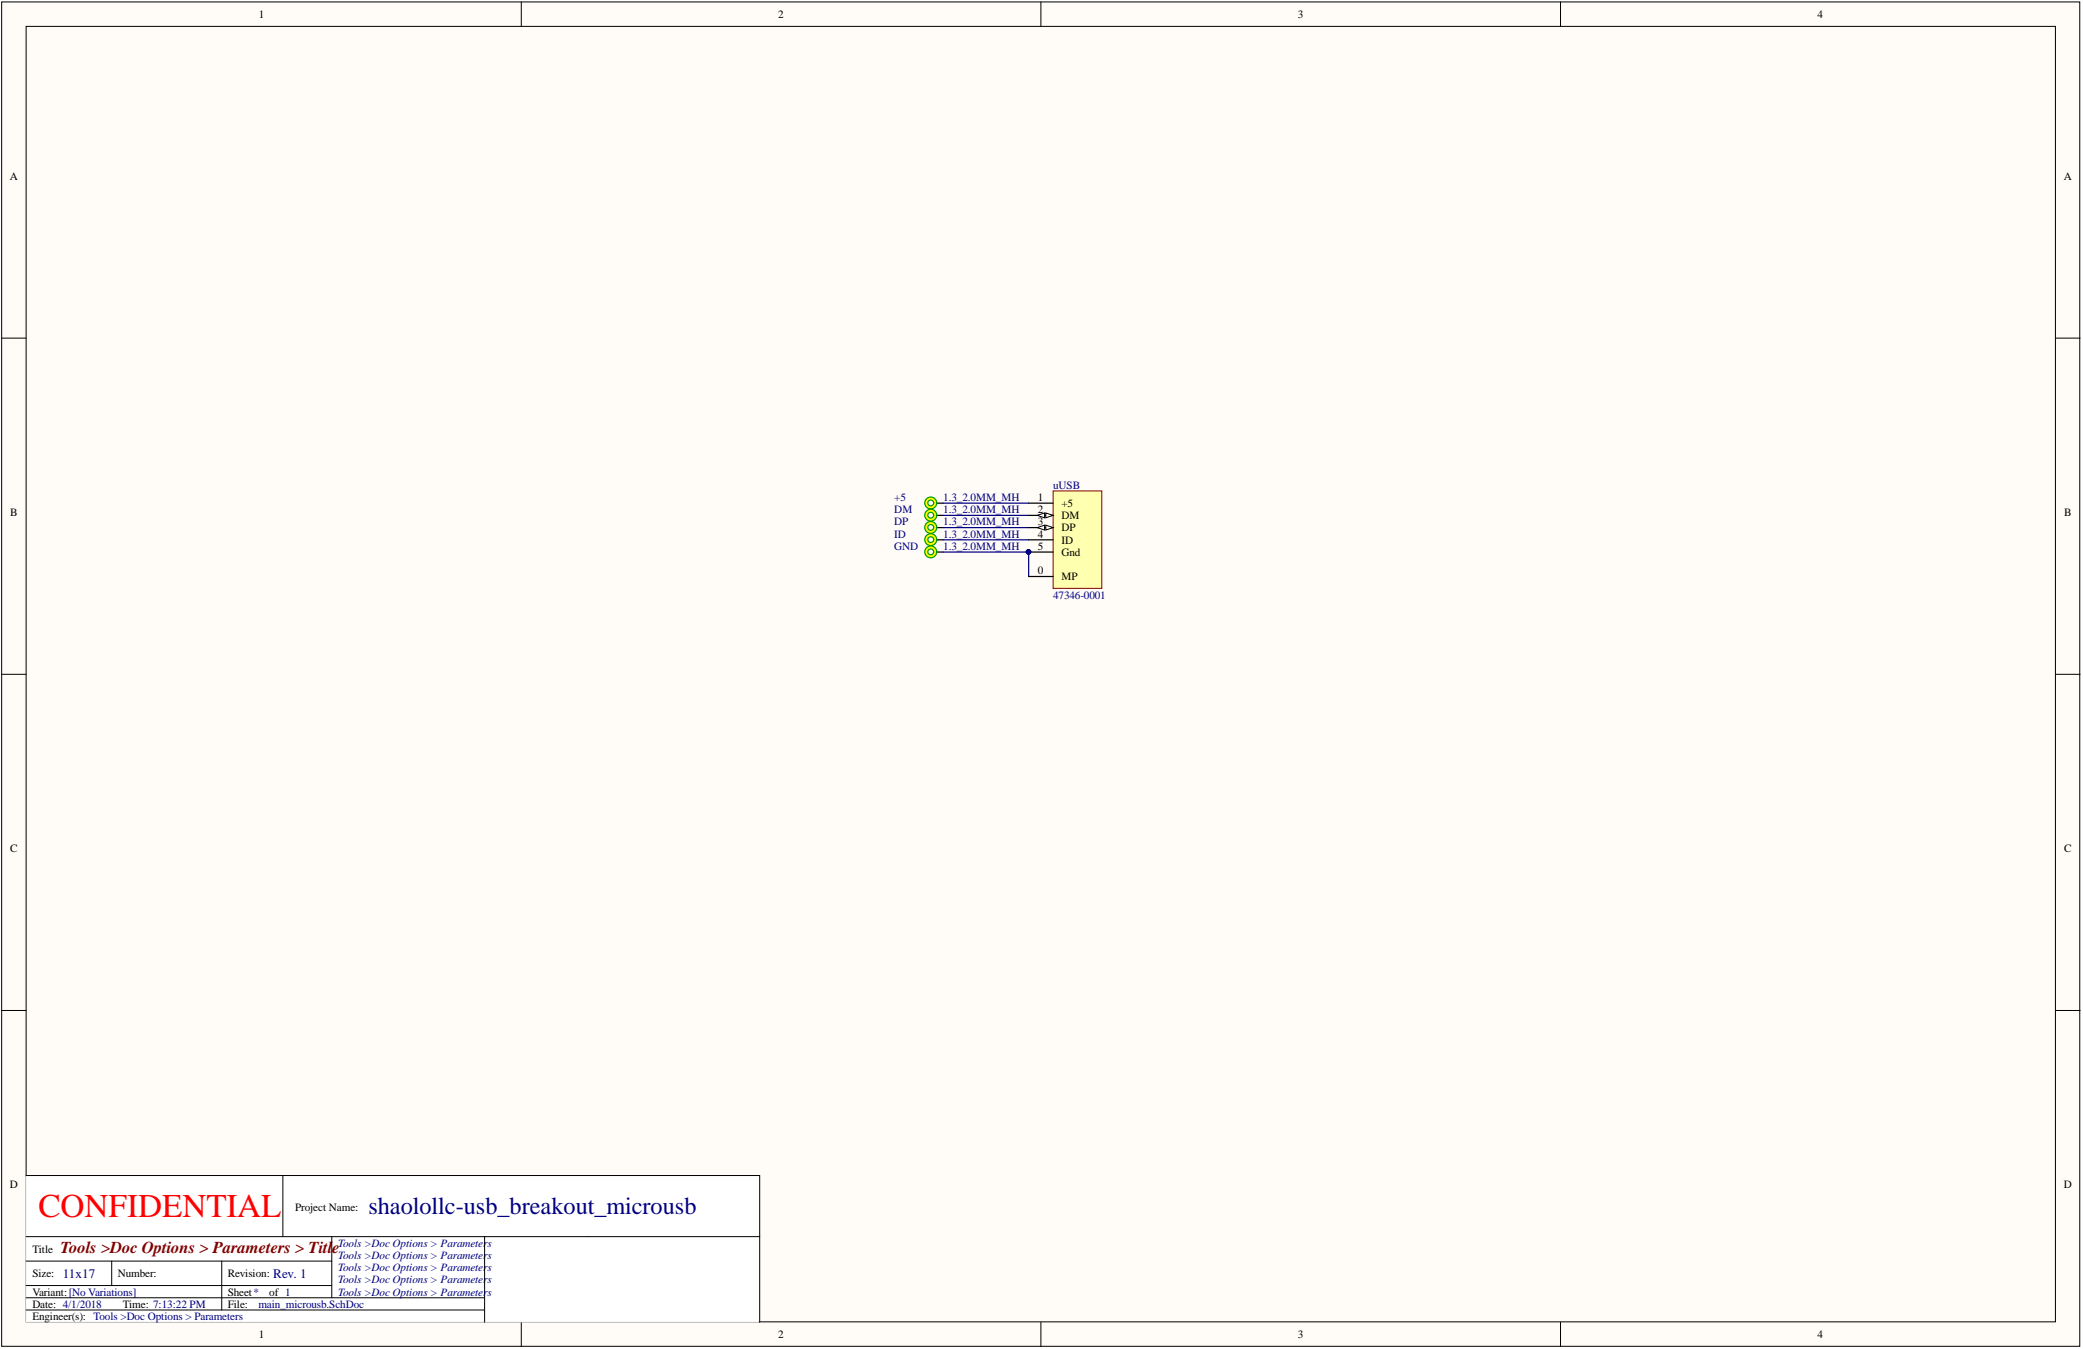 1 2 3 4
A A
B B
C C
D D
uUSB
+5 1.3_2.0MM_MH 1 +5
DM 1.3_2.0MM_MH 2 DM
DP 1.3_2.0MM_MH 3 DP
ID 1.3_2.0MM_MH 4 ID
GND 1.3_2.0MM_MH 5 Gnd
0 MP
47346-0001
CONFIDENTIAL
Project Name: shaolollc-usb_breakout_microusb
Title Tools >Doc Options > Parameters > Title
Tools >Doc Options > Parameters
Tools >Doc Options > Parameters
Tools >Doc Options > Parameters
Tools >Doc Options > Parameters
Tools >Doc Options > Parameters
Size: 11x17 Number: Revision: Rev. 1
Variant: [No Variations] Sheet * of 1
Date: 4/1/2018 Time: 7:13:22 PM File: main_microusb.SchDoc
Engineer(s): Tools >Doc Options > Parameters
1 2 3 4